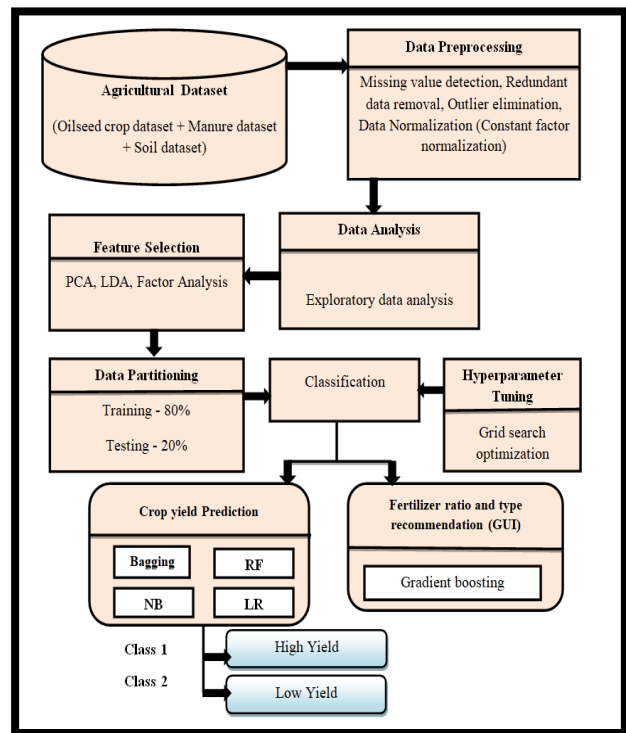 Agricultural Dataset
(Oilseed crop dataset + Manure dataset
+ Soil dataset)
Data Preprocessing
Missing value detection, Redundant
data removal, Outlier elimination,
Data Normalization (Constant factor
normalization)
Data Analysis
Exploratory data analysis
Feature Selection
PCA, LDA, Factor Analysis
Data Partitioning
Training - 80%
Testing - 20%
Classification
Hyperparameter
Tuning
Grid search
optimization
Crop yield Prediction
Bagging
RF
NB
LR
Fertilizer ratio and type
recommendation (GUI)
Gradient boosting
Class 1
High Yield
Class 2
Low Yield